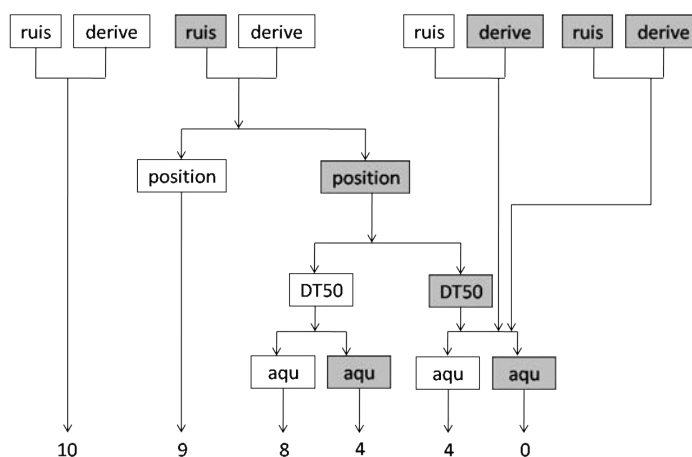 ruis derive ruis derive ruis derive ruis derive
position position
DT50 DT50
aqu aqu aqu aqu
10 9 8 4 4 0